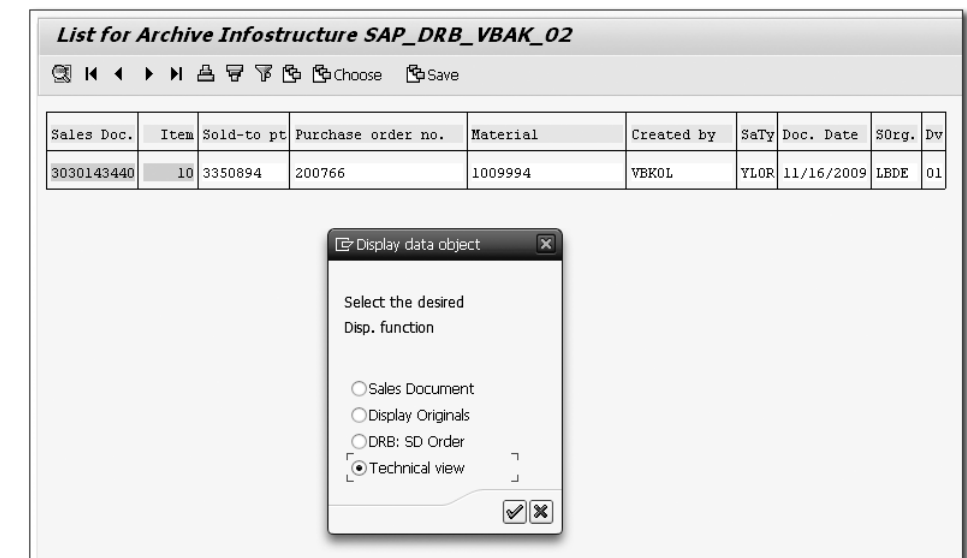 List for Archive Infostructure SAP_DRB_VBAK_02
Choose Save
Sales Doc. Item Sold-to pt Purchase order no. Material Created by SaTy Doc. Date SOrg. Dv
3030143440 10 3350894 200766 1009994 VBKOL YLOR 11/16/2009 LBDE 01
Display data object
Select the desired
Disp. function
Sales Document
Display Originals
DRB: SD Order
Technical view